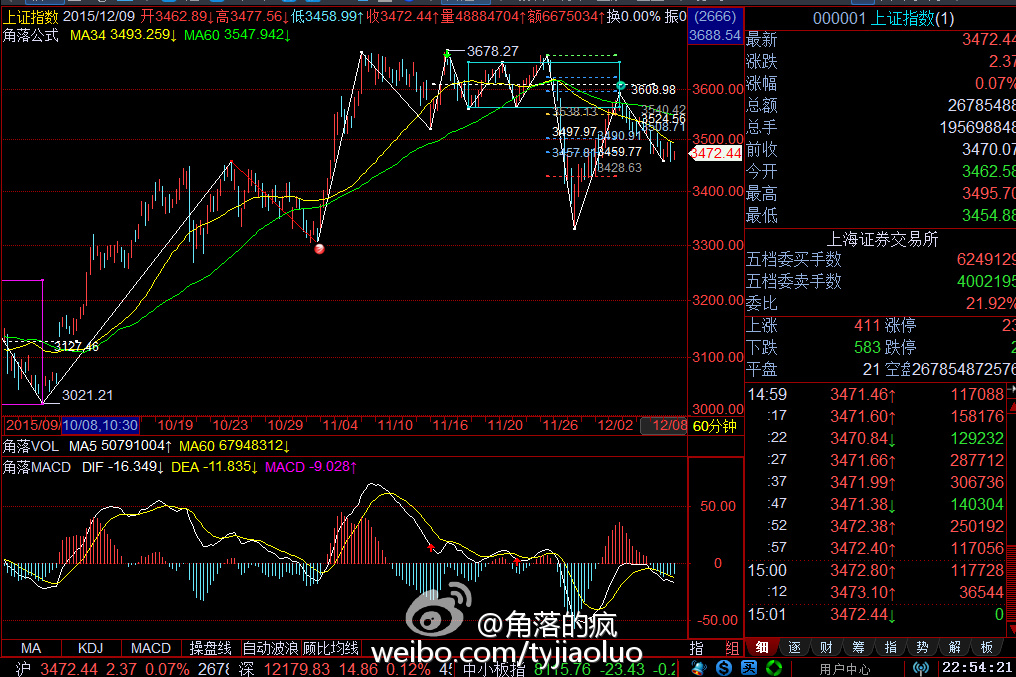 上证指数 2015/12/09 开3462.89↓高3477.56↓低3458.99↑收3472.44↑量48884704↑额6675034↑换0.00% 振0
(2666)
角落公式 MA34 3493.259↓ MA60 3547.942↓
3688.54
3678.27
3600.00
3608.98
3540.42
3538.13
3524.56
3508.71
3500.00
3497.97
3490.91
3472.44
3459.77
3428.63
3400.00
3300.00
3200.00
3127.46
3100.00
3021.21
3000.00
2015/09/ 10/08,10:30 10/19 10/23 10/29 11/04 11/10 11/16 11/20 11/26 12/02 12/08 60分钟
角落VOL MA5 50791004↑ MA60 67948312↓
角落MACD DIF -16.349↓ DEA -11.835↓ MACD -9.028↑
50.00
0
-50.00
@角落的疯
weibo.com/tyjiaoluo
MA KDJ MACD 操盘线 自动波浪 顾比均线 指 组
沪 3472.44 2.37 0.07% 2678 深 12179.83 14.86 0.12% 中小板指 8115.76 -23.43 -0.2
000001 上证指数(1)
最新 3472.44
涨跌 2.37
涨幅 0.07%
总额 26785488
总手 195698848
前收 3470.07
今开 3462.58
最高 3495.70
最低 3454.88
上海证券交易所
五档委买手数 6249129
五档委卖手数 4002195
委比 21.92%
上涨 411 涨停 23
下跌 583 跌停 2
平盘 21 空盘267854872576
14:59 3471.46↑ 117088
:17 3471.60↑ 158176
:22 3470.84↓ 129232
:27 3471.66↑ 287712
:37 3471.99↑ 306736
:47 3471.38↓ 140304
:52 3472.38↑ 250192
:57 3472.40↑ 117056
15:00 3472.80↑ 117728
:12 3473.10↑ 36544
15:01 3472.44↓ 0
细 逐 财 筹 指 势 解 板
用户中心 22:54:21